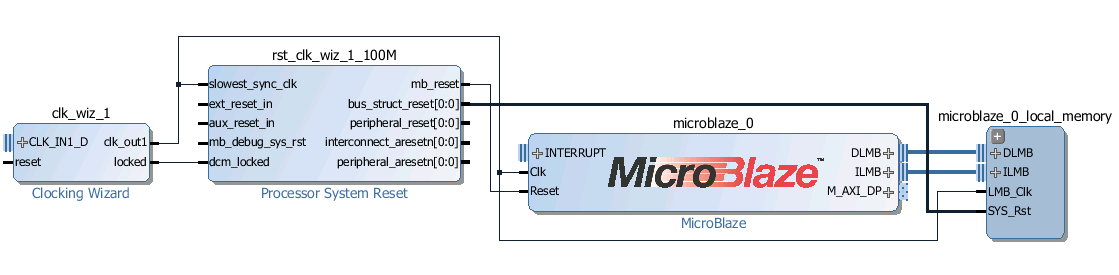 clk_wiz_1
CLK_IN1_D
reset
clk_out1
locked
Clocking Wizard
rst_clk_wiz_1_100M
slowest_sync_clk
ext_reset_in
aux_reset_in
mb_debug_sys_rst
dcm_locked
mb_reset
bus_struct_reset[0:0]
peripheral_reset[0:0]
interconnect_aresetn[0:0]
peripheral_aresetn[0:0]
Processor System Reset
microblaze_0
INTERRUPT
Clk
Reset
MicroBlaze™
DLMB
ILMB
M_AXI_DP
MicroBlaze
microblaze_0_local_memory
DLMB
ILMB
LMB_Clk
SYS_Rst